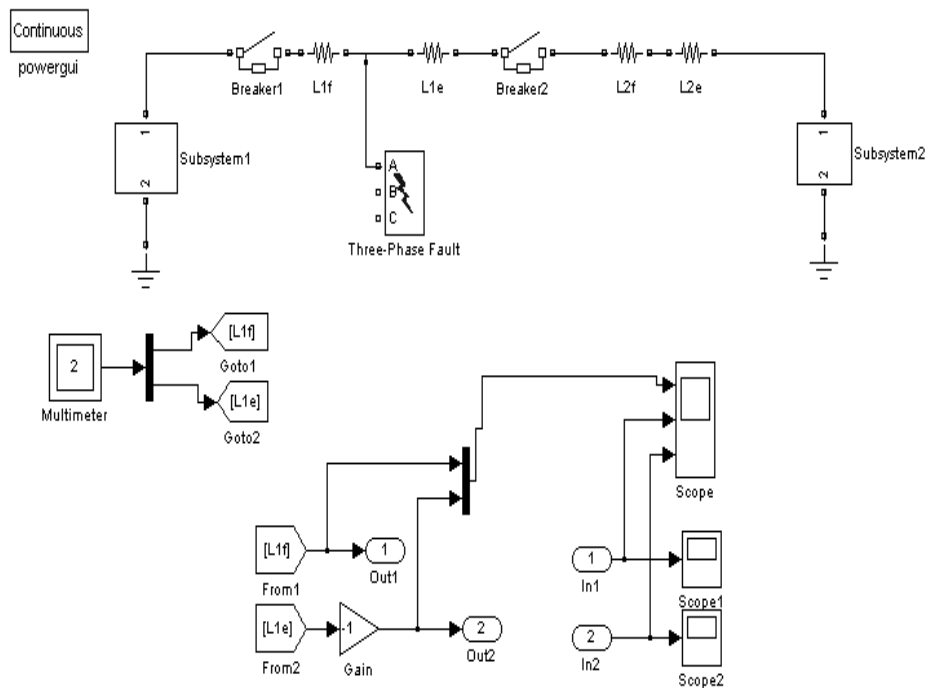 Continuous
powergui
Breaker1
L1f
L1e
Breaker2
L2f
L2e
1
2
Subsystem1
A
B
C
Three-Phase Fault
1
2
Subsystem2
2
Multimeter
[L1f]
Goto1
[L1e]
Goto2
Scope
[L1f]
From1
1
Out1
1
In1
Scope1
[L1e]
From2
-1
Gain
2
Out2
2
In2
Scope2